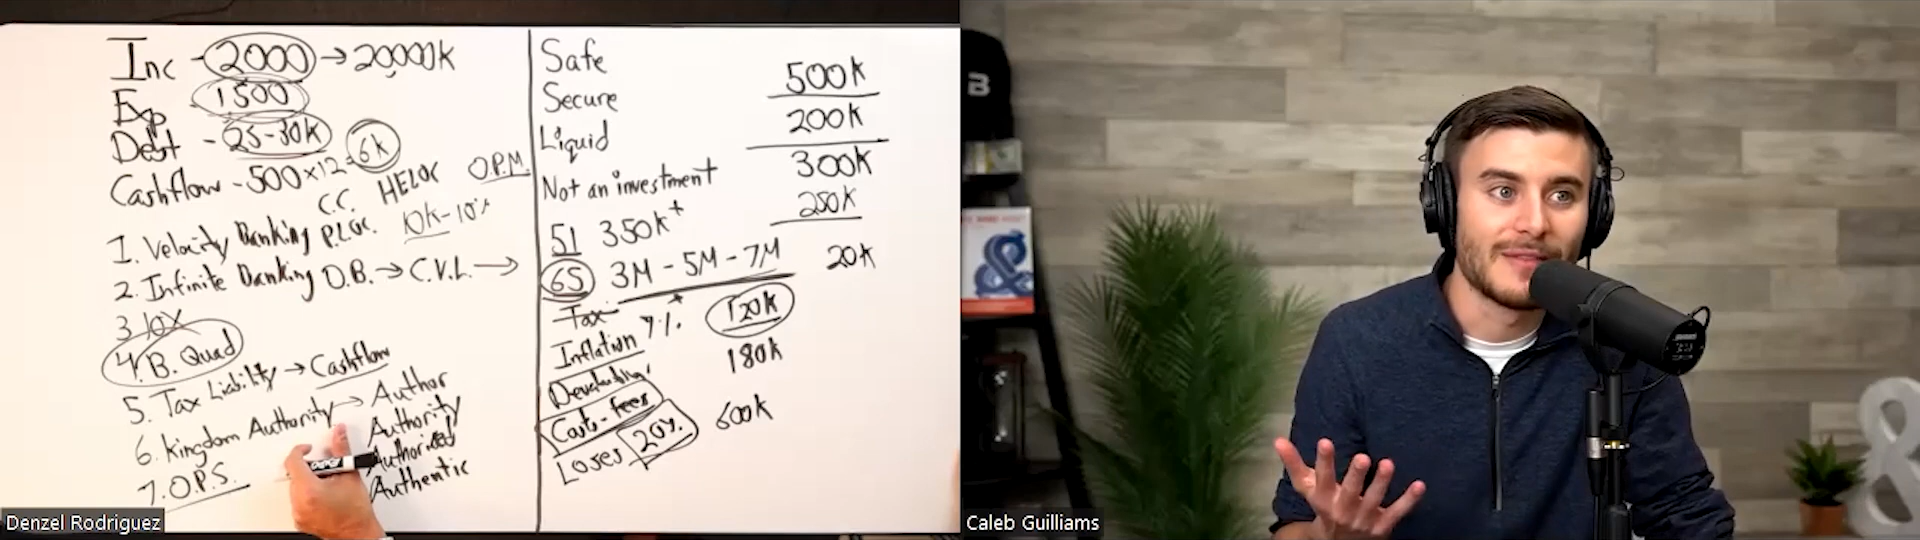 Inc - 2000 → 20,000k
Exp - 1500
Debt - 25-30k
Cashflow - 500 x 12 = 6k
C.C. HELOC O.P.M.
1. Velocity Banking P.L.O.C. 10k-10%
2. Infinite Banking O.B. → C.V.L. →
3. 10X
4. B. Quad
5. Tax Liability → Cashflow
6. Kingdom Authority → Author
Authority
Authorized
Authentic
7. O.P.S.
Safe
Secure
Liquid
Not an investment
51 350k+
65 3M - 5M - 7M
Tax
Inflation 7%
Costs - fees
Loses 20%
500k
200k
300k
250k
20k
120k
180k
600k
Denzel Rodriguez
B
&
Caleb Guilliams
&